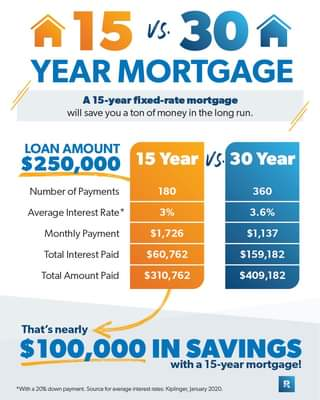 15 vs. 30
YEAR MORTGAGE
A 15-year fixed-rate mortgage
will save you a ton of money in the long run.
LOAN AMOUNT
$250,000
15 Year vs. 30 Year
Number of Payments 180 360
Average Interest Rate* 3% 3.6%
Monthly Payment $1,726 $1,137
Total Interest Paid $60,762 $159,182
Total Amount Paid $310,762 $409,182
That's nearly
$100,000 IN SAVINGS
with a 15-year mortgage!
*With a 20% down payment. Source for average interest rates: Kiplinger, January 2020.
R